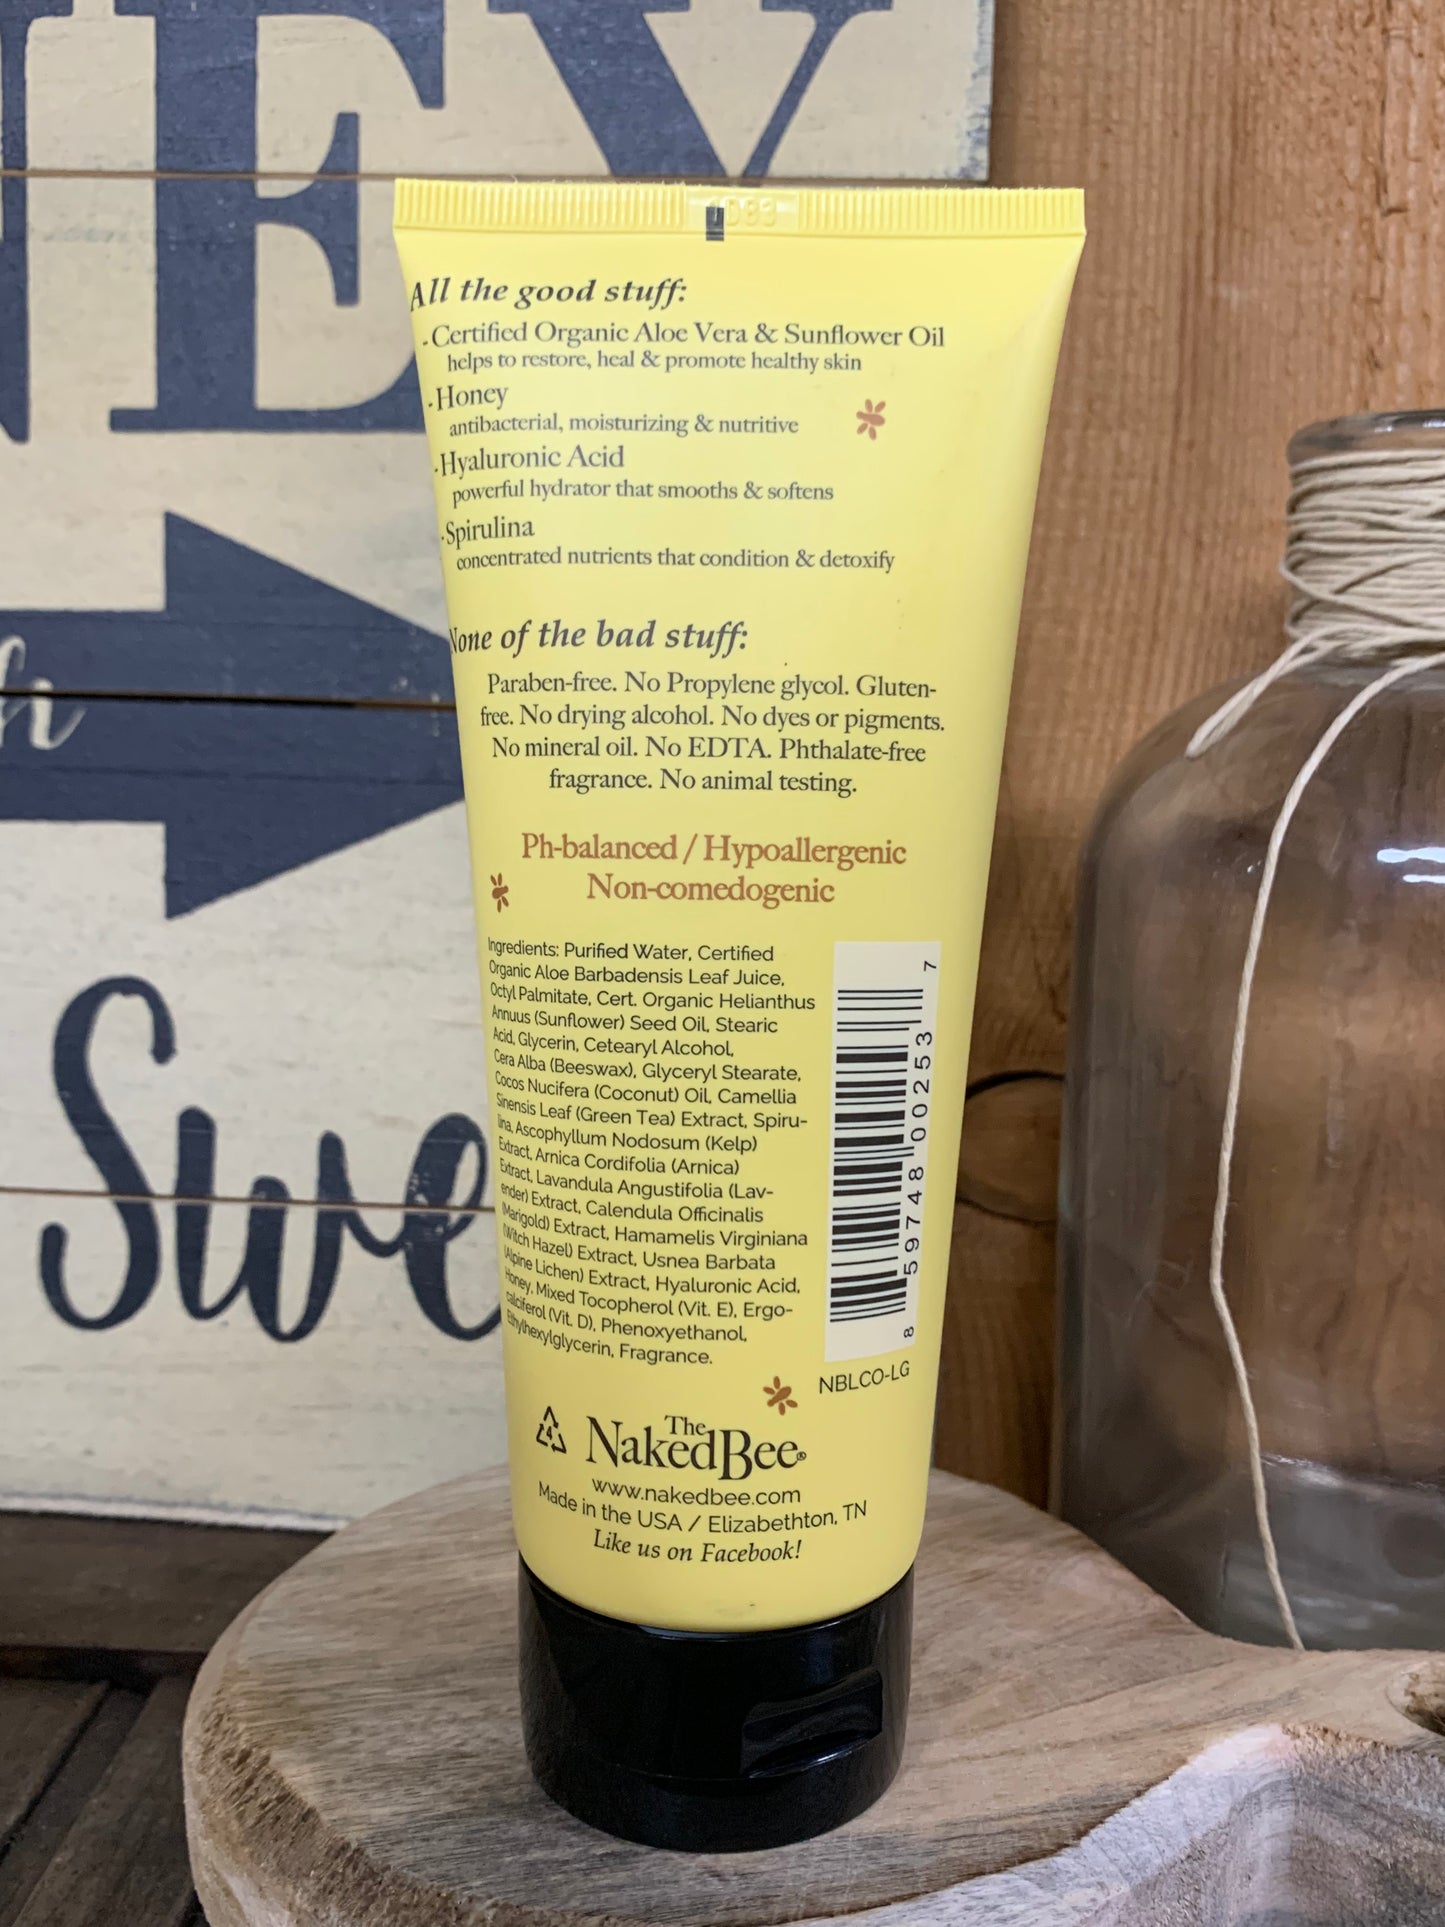 NEY
h
Swe
All the good stuff:
-Certified Organic Aloe Vera & Sunflower Oil
helps to restore, heal & promote healthy skin
-Honey
antibacterial, moisturizing & nutritive
-Hyaluronic Acid
powerful hydrator that smooths & softens
-Spirulina
concentrated nutrients that condition & detoxify
None of the bad stuff:
Paraben-free. No Propylene glycol. Gluten-
free. No drying alcohol. No dyes or pigments.
No mineral oil. No EDTA. Phthalate-free
fragrance. No animal testing.
Ph-balanced / Hypoallergenic
Non-comedogenic
Ingredients: Purified Water, Certified
Organic Aloe Barbadensis Leaf Juice,
Octyl Palmitate, Cert. Organic Helianthus
Annuus (Sunflower) Seed Oil, Stearic
Acid, Glycerin, Cetearyl Alcohol,
Cera Alba (Beeswax), Glyceryl Stearate,
Cocos Nucifera (Coconut) Oil, Camellia
Sinensis Leaf (Green Tea) Extract, Spiru-
lina, Ascophyllum Nodosum (Kelp)
Extract, Arnica Cordifolia (Arnica)
Extract, Lavandula Angustifolia (Lav-
ender) Extract, Calendula Officinalis
(Marigold) Extract, Hamamelis Virginiana
(Witch Hazel) Extract, Usnea Barbata
(Alpine Lichen) Extract, Hyaluronic Acid,
Honey, Mixed Tocopherol (Vit. E), Ergo-
calciferol (Vit. D), Phenoxyethanol,
Ethylhexylglycerin, Fragrance.
8 59748 00253 7
NBLCO-LG
4
The
NakedBee®
www.nakedbee.com
Made in the USA / Elizabethton, TN
Like us on Facebook!